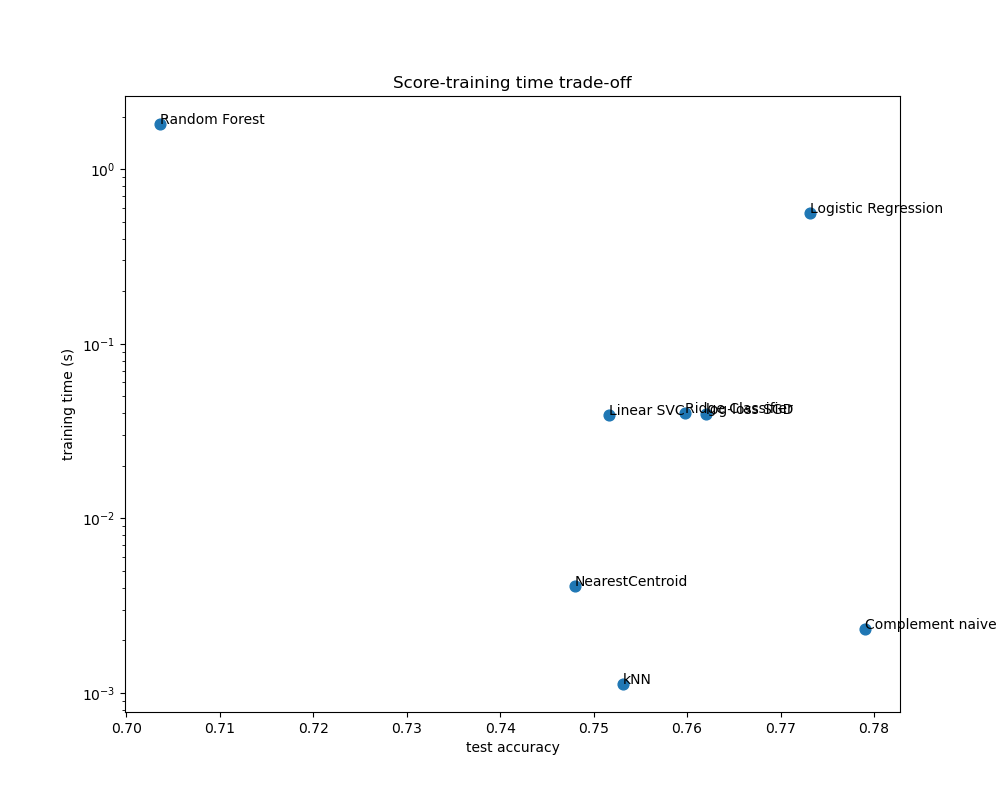 Score-training time trade-off
Random Forest
Logistic Regression
Linear SVC
Ridge Classifier
log-loss SGD
NearestCentroid
Complement naive
kNN
training time (s)
10⁰
10⁻¹
10⁻²
10⁻³
0.70 0.71 0.72 0.73 0.74 0.75 0.76 0.77 0.78
test accuracy